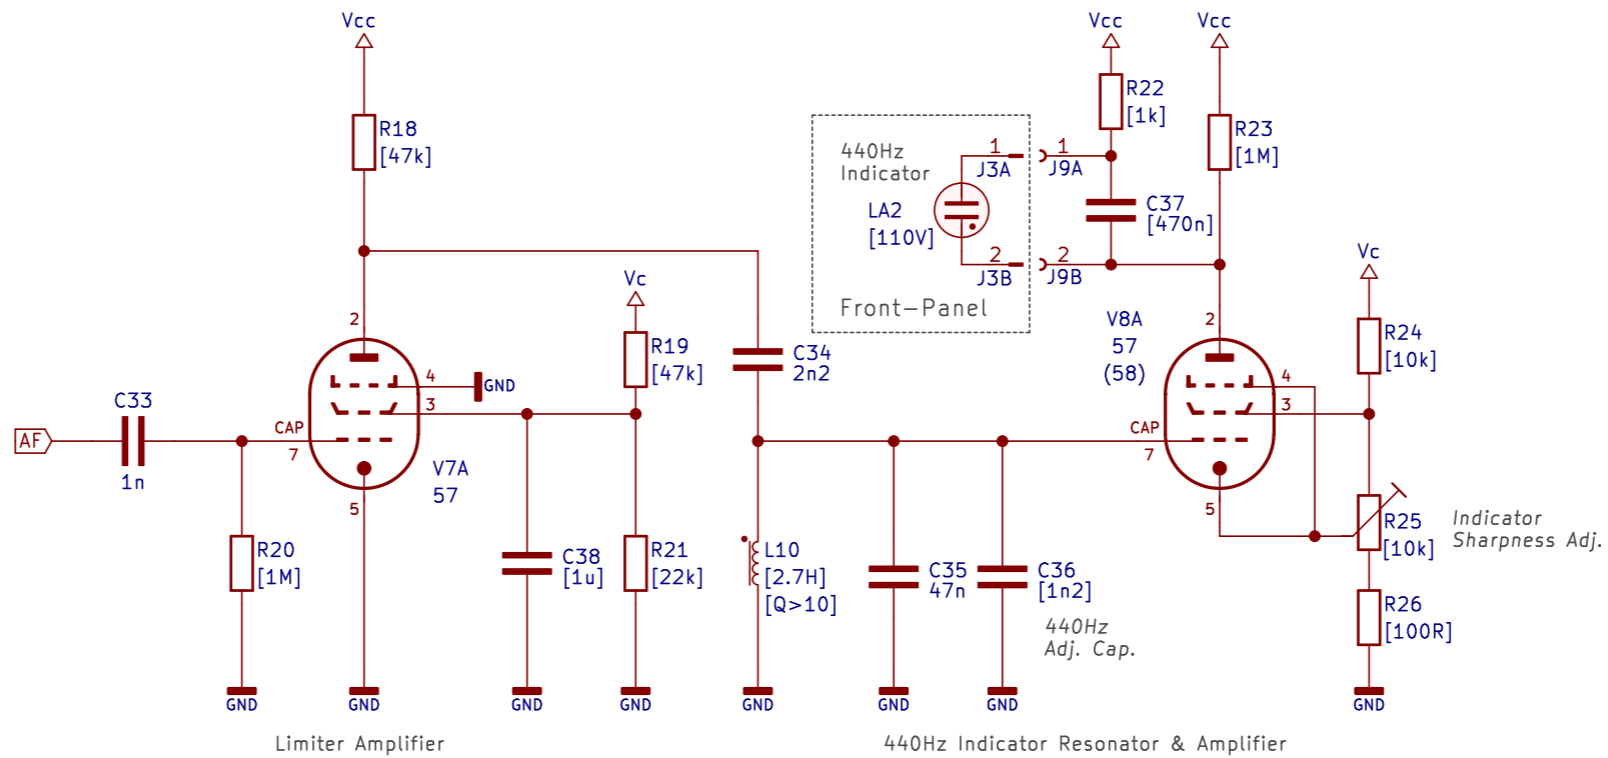 Vcc
Vcc
Vcc
R18
[47k]
R22
[1k]
R23
[1M]
440Hz
Indicator
1
J3A
1
J9A
LA2
[110V]
C37
[470n]
2
J3B
2
J9B
Front-Panel
Vc
Vc
2
R19
[47k]
C34
2n2
V8A
57
(58)
2
R24
[10k]
4
GND
3
4
3
C33
AF
1n
CAP
7
V7A
57
5
CAP
7
5
R25
[10k]
Indicator
Sharpness Adj.
R20
[1M]
C38
[1u]
R21
[22k]
L10
[2.7H]
[Q>10]
C35
47n
C36
[1n2]
440Hz
Adj. Cap.
R26
[100R]
GND
GND
GND
GND
GND
GND
GND
GND
Limiter Amplifier
440Hz Indicator Resonator & Amplifier